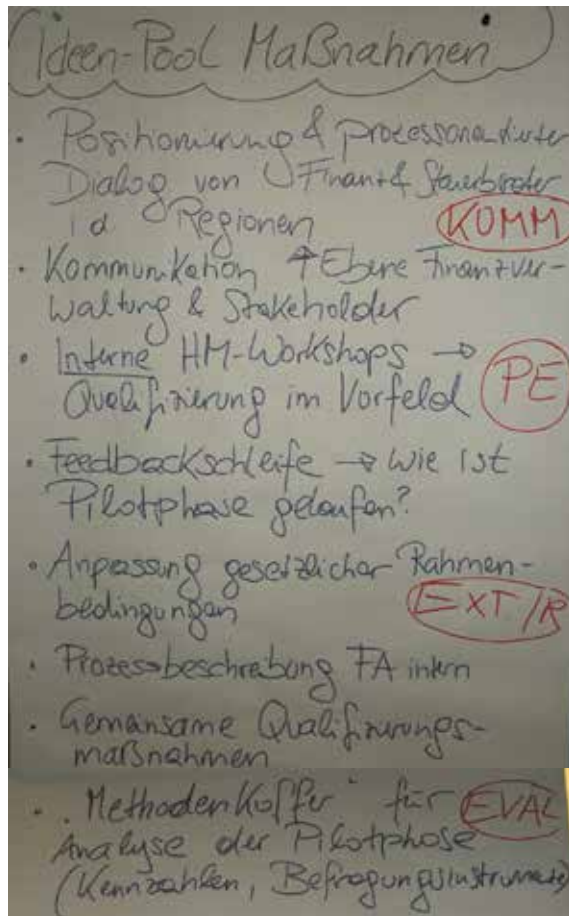 Ideen-Pool Maßnahmen
• Positionierung & prozessorientierter
Dialog von Finanz & Steuerberater
i d Regionen KOMM
• Kommunikation ↑ Ebene Finanzver-
waltung & Stakeholder
• Interne HM-Workshops →
Qualifizierung im Vorfeld PE
• Feedbackschleife → Wie ist
Pilotphase gelaufen?
• Anpassung gesetzlicher Rahmen-
bedingungen EXT/R
• Prozessbeschreibung FA intern
• Gemeinsame Qualifizierungs-
maßnahmen
• "Methodenkoffer" für EVAL
Analyse der Pilotphase
(Kennzahlen, Befragungsinstrumente)